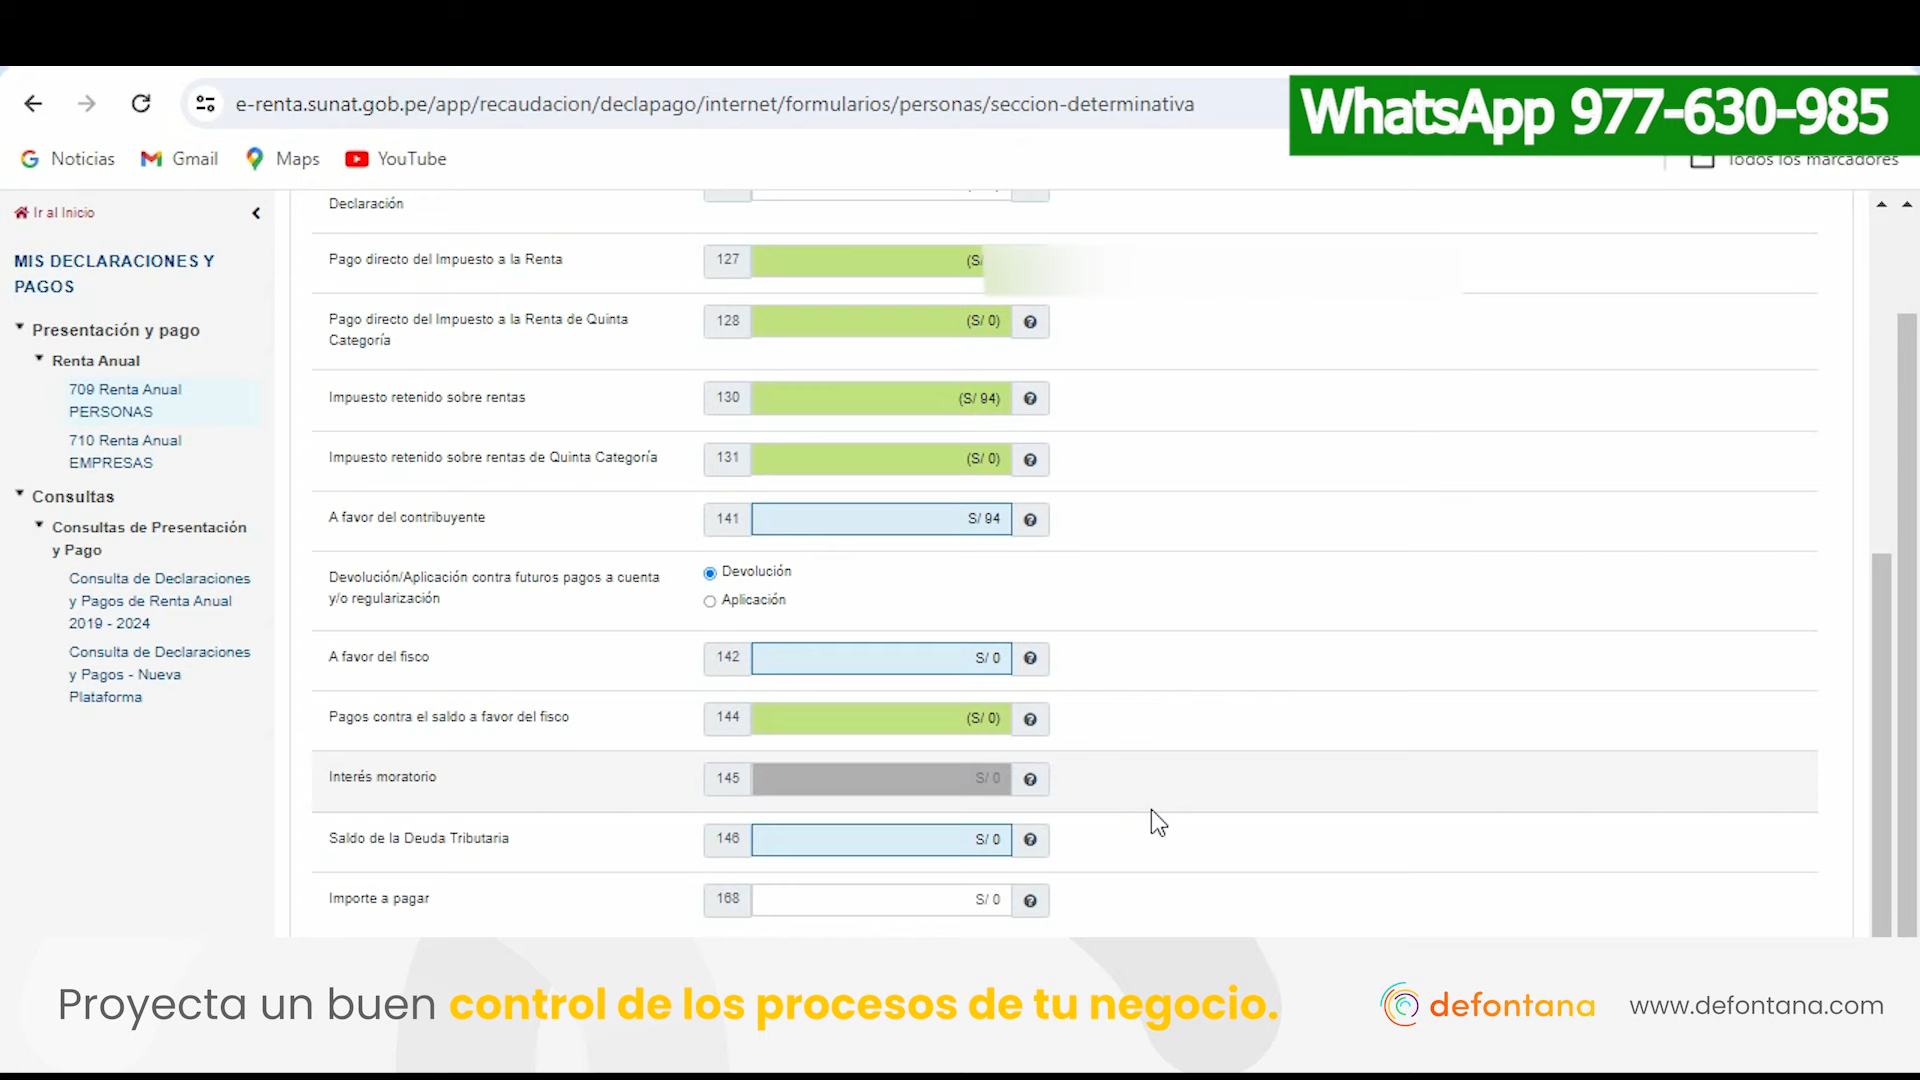 e-renta.sunat.gob.pe/app/recaudacion/declapago/internet/formularios/personas/seccion-determinativa
WhatsApp 977-630-985
Noticias
Gmail
Maps
YouTube
Todos los marcadores
Ir al Inicio
MIS DECLARACIONES Y
PAGOS
Presentación y pago
Renta Anual
709 Renta Anual
PERSONAS
710 Renta Anual
EMPRESAS
Consultas
Consultas de Presentación
y Pago
Consulta de Declaraciones
y Pagos de Renta Anual
2019 - 2024
Consulta de Declaraciones
y Pagos - Nueva
Plataforma
Declaración
Pago directo del Impuesto a la Renta
127
(S/
Pago directo del Impuesto a la Renta de Quinta
Categoría
128
(S/ 0)
Impuesto retenido sobre rentas
130
(S/ 94)
Impuesto retenido sobre rentas de Quinta Categoría
131
(S/ 0)
A favor del contribuyente
141
S/ 94
Devolución/Aplicación contra futuros pagos a cuenta
y/o regularización
Devolución
Aplicación
A favor del fisco
142
S/ 0
Pagos contra el saldo a favor del fisco
144
(S/ 0)
Interés moratorio
145
S/ 0
Saldo de la Deuda Tributaria
146
S/ 0
Importe a pagar
168
S/ 0
Proyecta un buen control de los procesos de tu negocio.
defontana
www.defontana.com